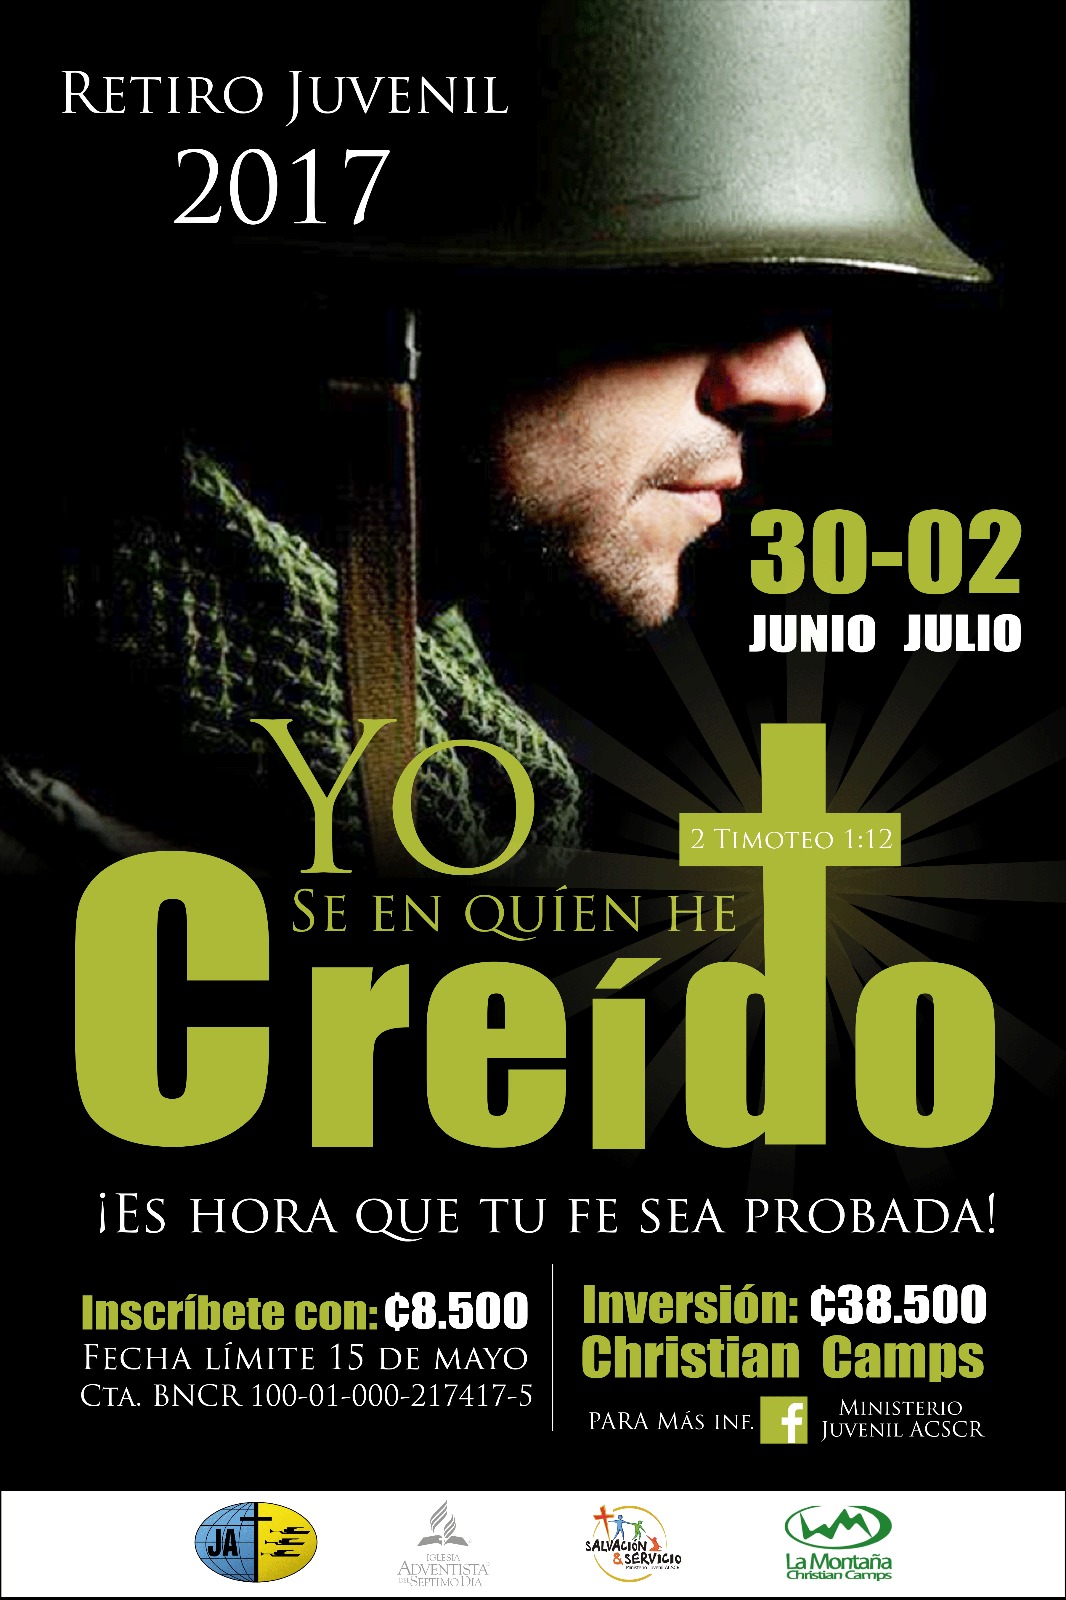 RETIRO JUVENIL
2017
30-02
JUNIO JULIO
YO
SE EN QUÍEN HE
2 TIMOTEO 1:12
Creído
¡ES HORA QUE TU FE SEA PROBADA!
Inscríbete con: ₵8.500
FECHA LÍMITE 15 DE MAYO
CTA. BNCR 100-01-000-217417-5
Inversión: ₵38.500
Christian Camps
PARA MÁS INF. f MINISTERIO
JUVENIL ACSCR
JA
IGLESIA
ADVENTISTA
DEL SÉPTIMO DÍA
SALVACIÓN
& SERVICIO
Ministerio Juvenil ACSCR
La Montaña
Christian Camps